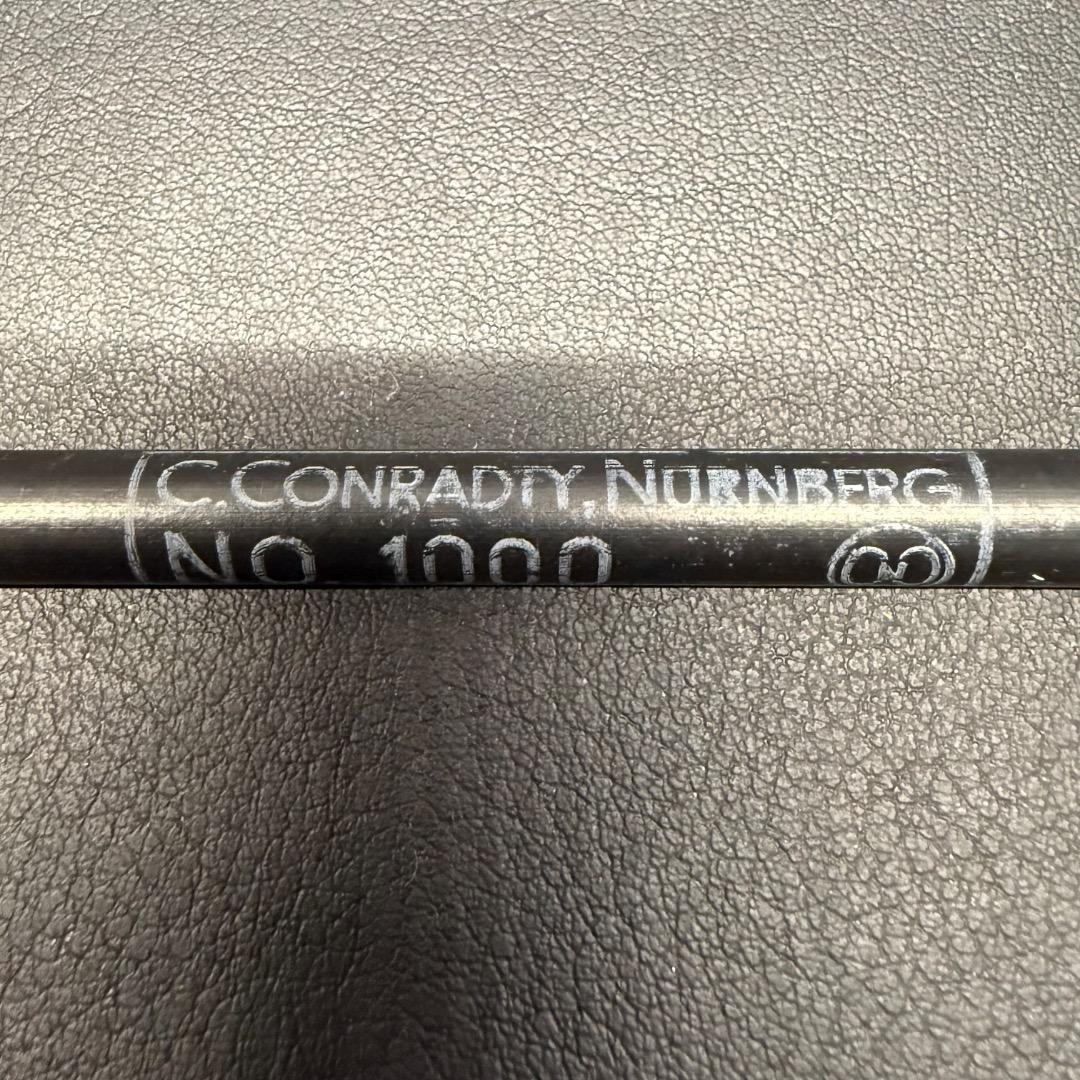 C. CONRADTY, NÜRNBERG
NO. 1000